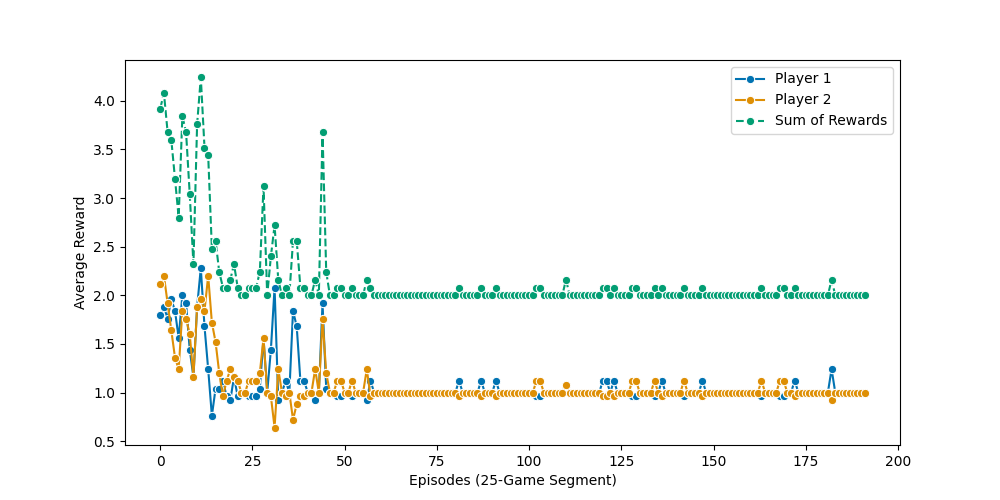 Player 1
Player 2
Sum of Rewards
Average Reward
4.0
3.5
3.0
2.5
2.0
1.5
1.0
0.5
0 25 50 75 100 125 150 175 200
Episodes (25-Game Segment)